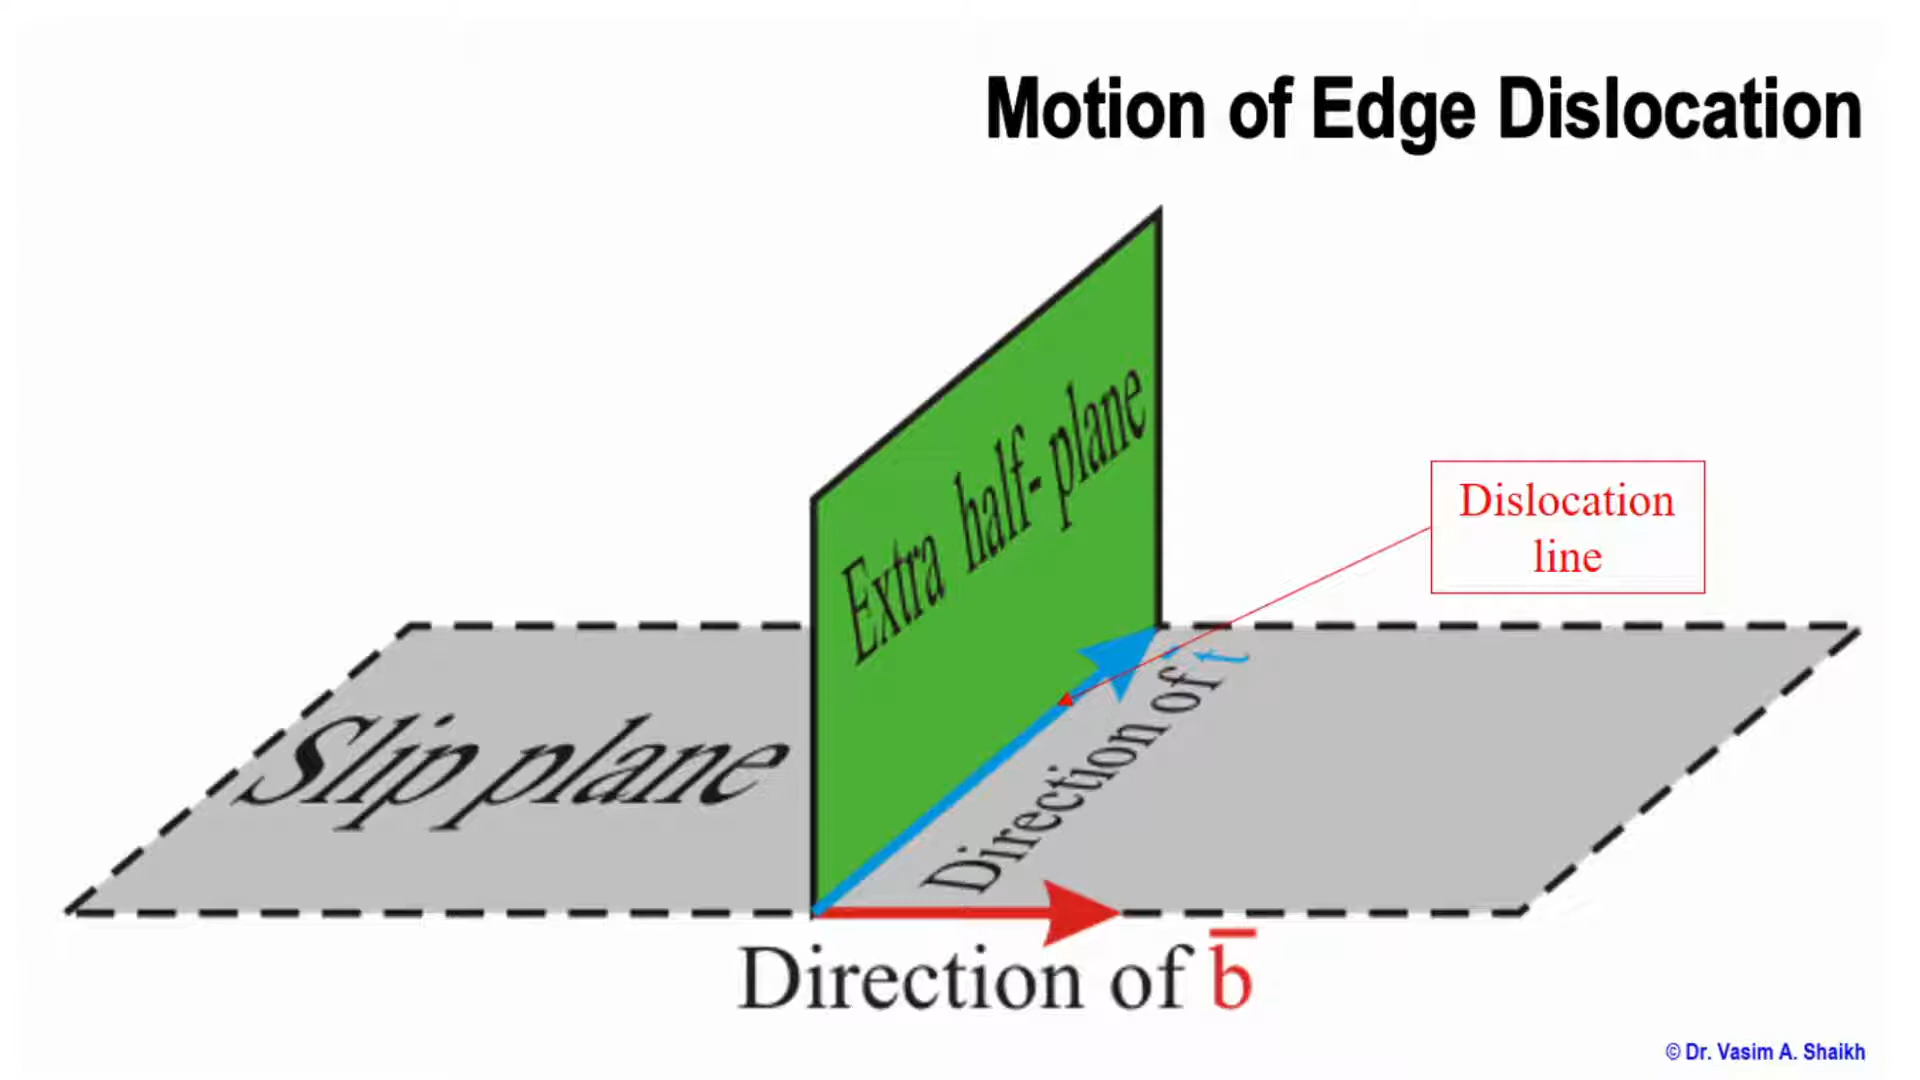 Motion of Edge Dislocation
Extra half- plane
Dislocation
line
Slip plane
Direction of t
Direction of b̅
© Dr. Vasim A. Shaikh